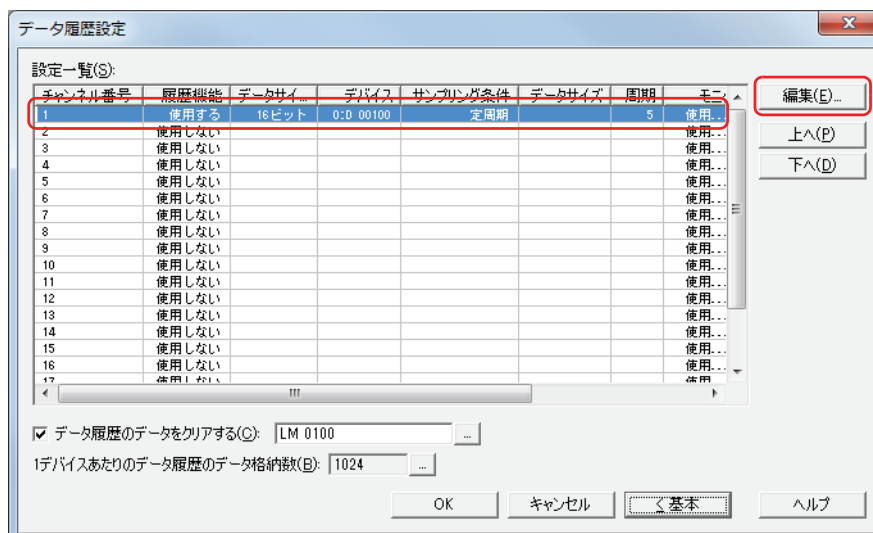 データ履歴設定
設定一覧(S):
チャンネル番号 履歴機能 データサイ... デバイス サンプリング条件 データサイズ 周期 モニ
1 使用する 16ビット 0:D 00100 定周期 5 使用...
2 使用しない 使用...
3 使用しない 使用...
4 使用しない 使用...
5 使用しない 使用...
6 使用しない 使用...
7 使用しない 使用...
8 使用しない 使用...
9 使用しない 使用...
10 使用しない 使用...
11 使用しない 使用...
12 使用しない 使用...
13 使用しない 使用...
14 使用しない 使用...
15 使用しない 使用...
16 使用しない 使用...
17 使用しない 使用
編集(E)...
上へ(P)
下へ(D)
データ履歴のデータをクリアする(C): LM 0100 ...
1デバイスあたりのデータ履歴のデータ格納数(B): 1024 ...
OK キャンセル <基本 ヘルプ